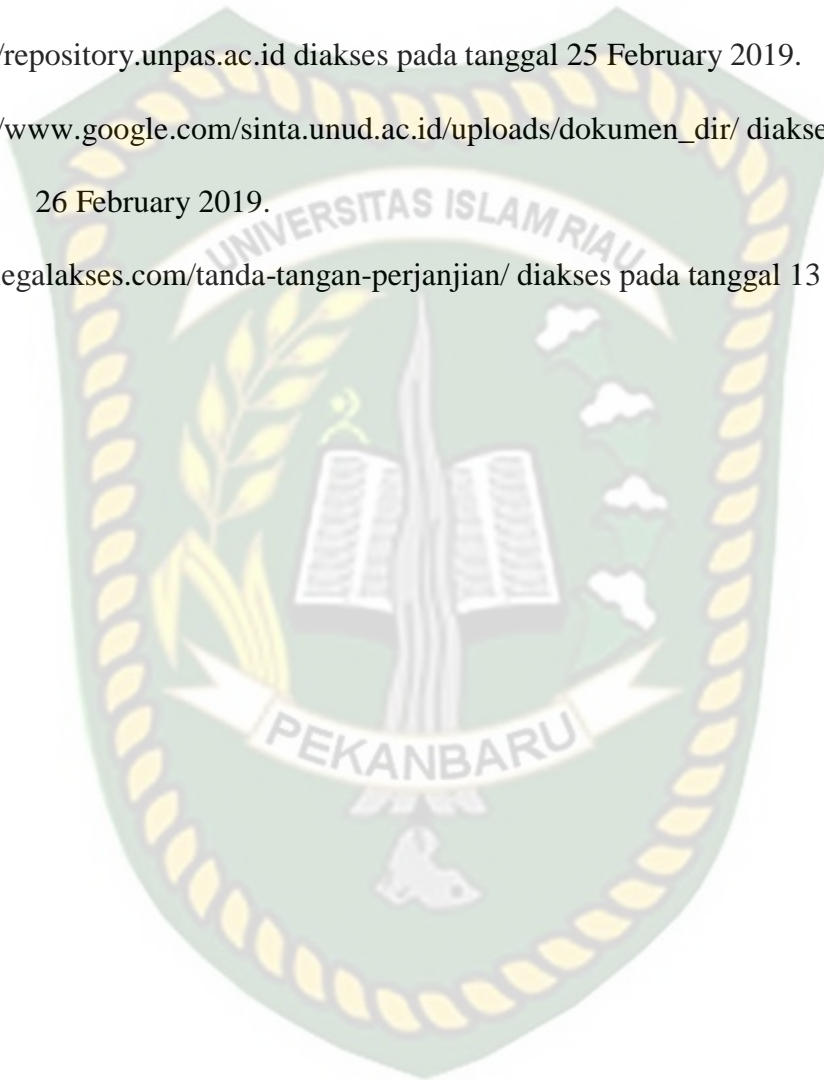 /repository.unpas.ac.id diakses pada tanggal 25 February 2019.
/www.google.com/sinta.unud.ac.id/uploads/dokumen_dir/ diakse
26 February 2019.
egalakses.com/tanda-tangan-perjanjian/ diakses pada tanggal 13
UNIVERSITAS ISLAM RIAU
PEKANBARU